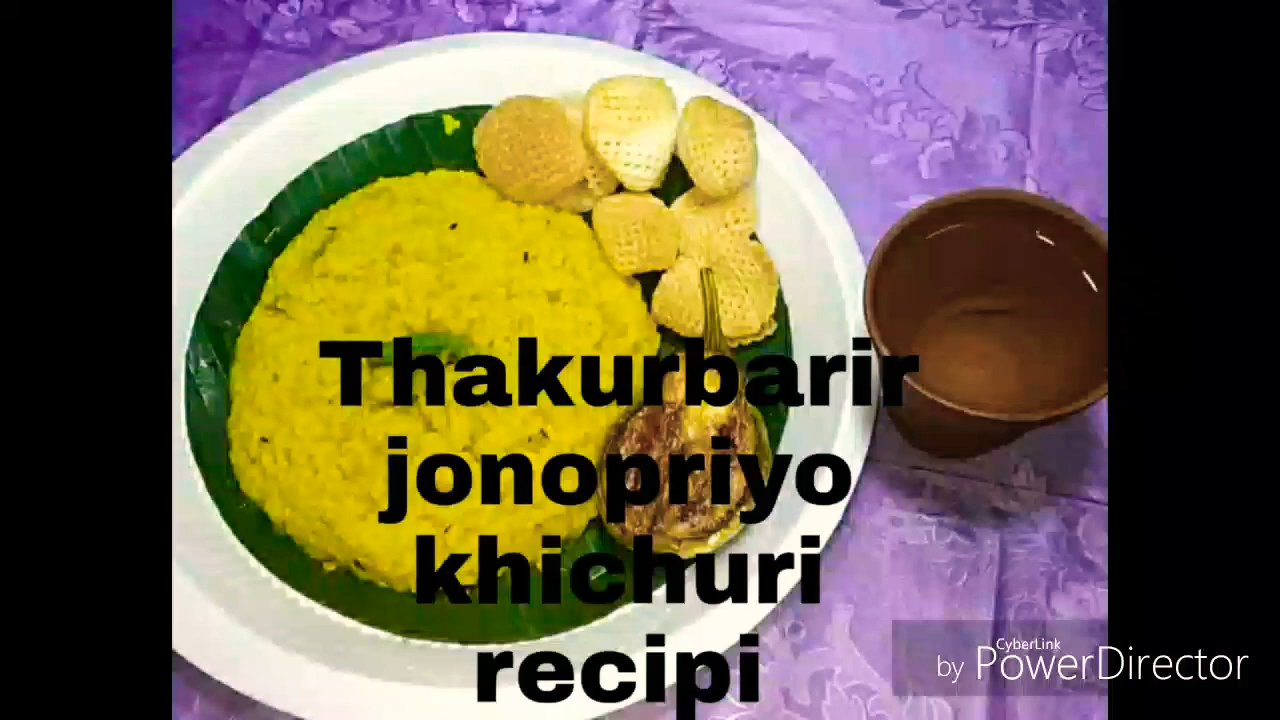 Thakurbarir
jonopriyo
khichuri
recipi
CyberLink
by PowerDirector